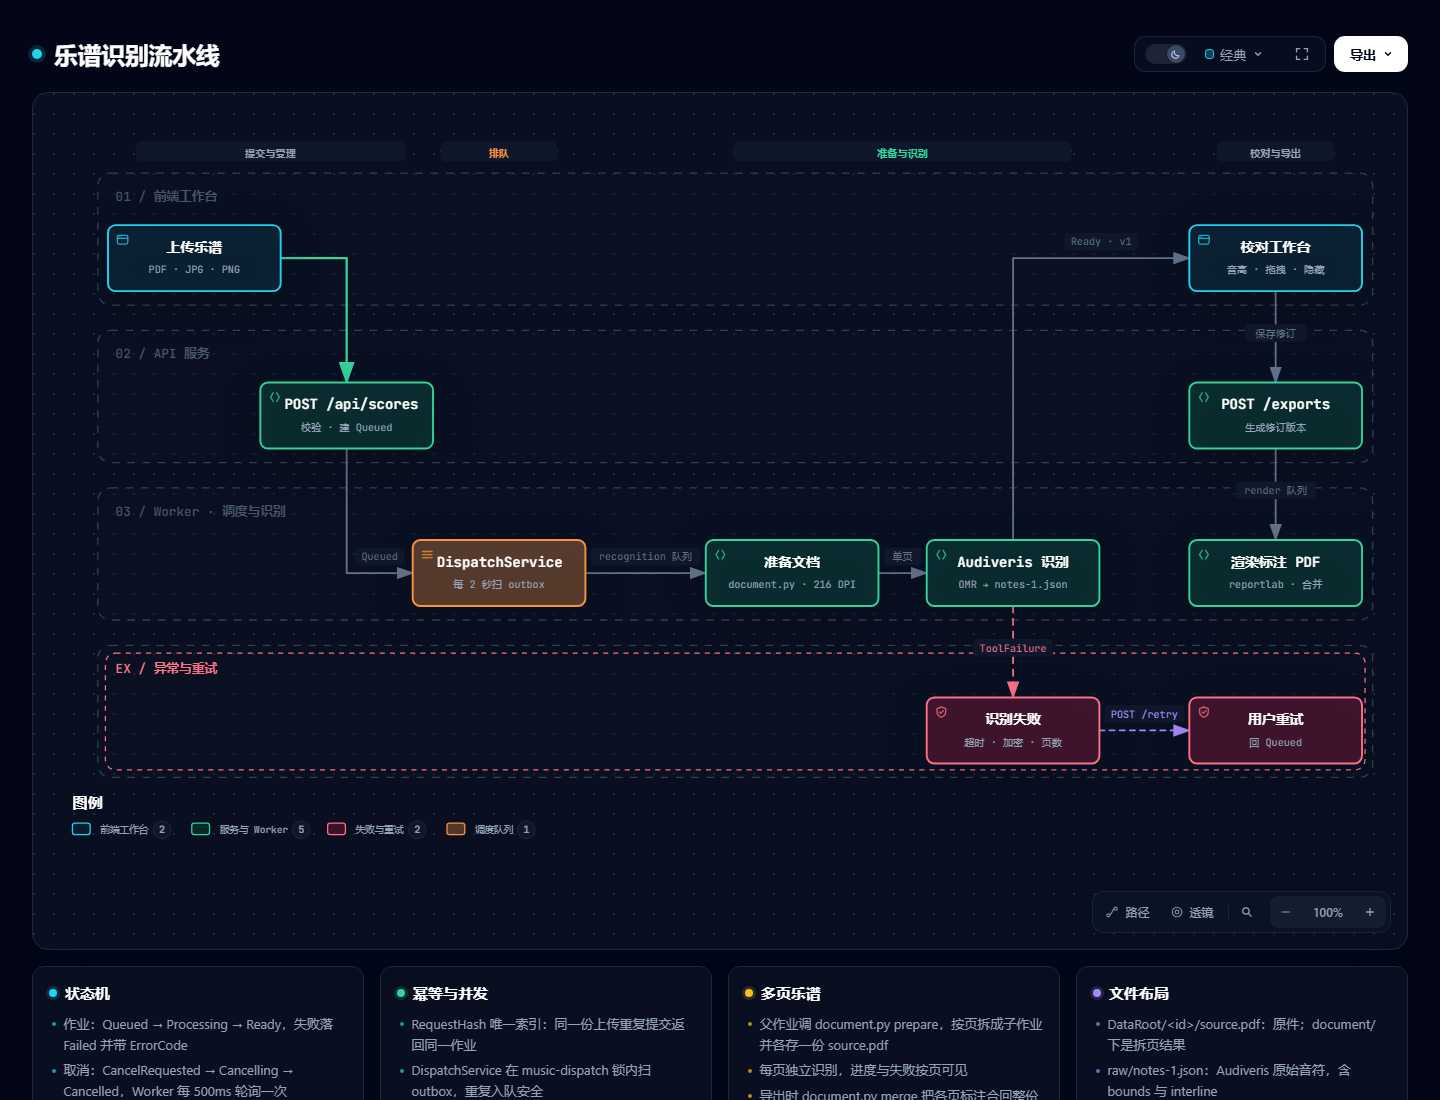 乐谱识别流水线
经典
导出
提交与受理
排队
准备与识别
校对与导出
01 / 前端工作台
上传乐谱
PDF · JPG · PNG
Ready · v1
校对工作台
音高 · 拖拽 · 隐藏
保存修订
02 / API 服务
POST /api/scores
校验 · 建 Queued
POST /exports
生成修订版本
render 队列
03 / Worker · 调度与识别
Queued
DispatchService
每 2 秒扫 outbox
recognition 队列
准备文档
document.py · 216 DPI
单页
Audiveris 识别
OMR → notes-1.json
渲染标注 PDF
reportlab · 合并
ToolFailure
EX / 异常与重试
识别失败
超时 · 加密 · 页数
POST /retry
用户重试
回 Queued
图例
前端工作台 2
服务与 Worker 5
失败与重试 2
调度队列 1
路径
透镜
100%
状态机
作业：Queued → Processing → Ready，失败落
Failed 并带 ErrorCode
取消：CancelRequested → Cancelling →
Cancelled，Worker 每 500ms 轮询一次
幂等与并发
RequestHash 唯一索引：同一份上传重复提交返
回同一作业
DispatchService 在 music-dispatch 锁内扫
outbox，重复入队安全
多页乐谱
父作业调 document.py prepare，按页拆成子作业
并各存一份 source.pdf
每页独立识别，进度与失败按页可见
导出时 document.py merge 把各页标注合回整份
文件布局
DataRoot/<id>/source.pdf：原件；document/
下是拆页结果
raw/notes-1.json：Audiveris 原始音符，含
bounds 与 interline